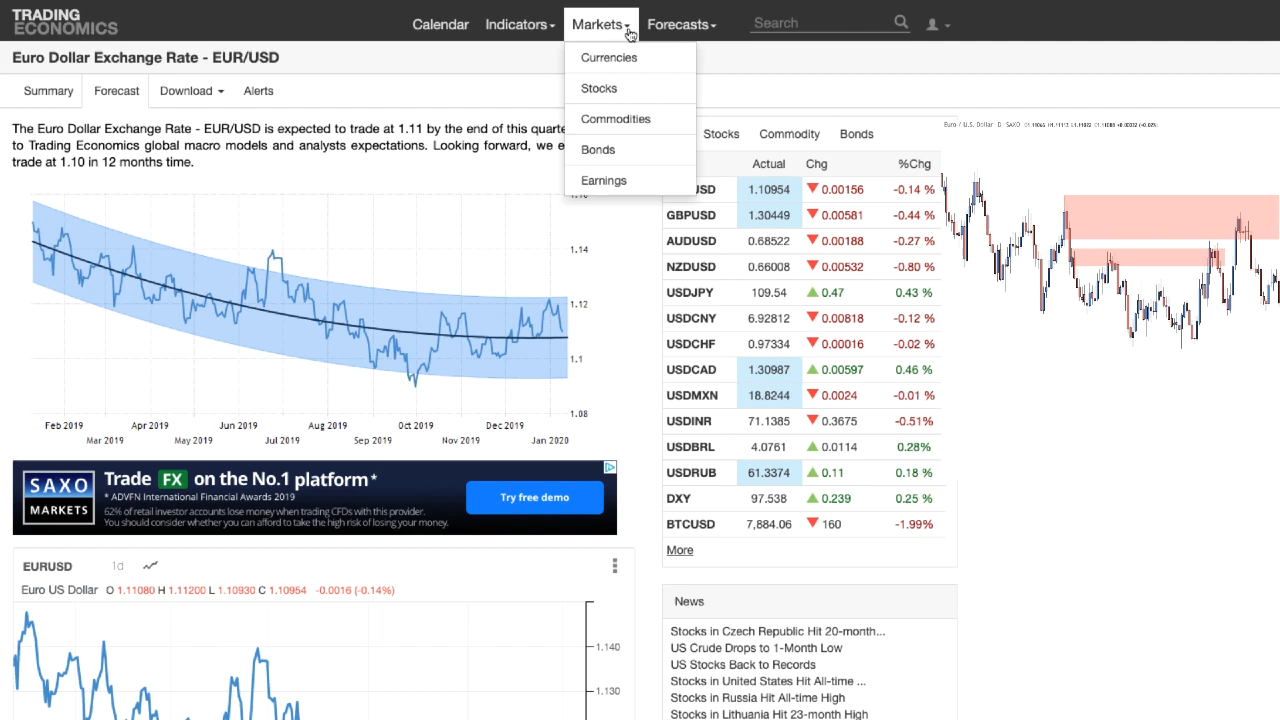 TRADING
ECONOMICS
Calendar Indicators Markets Forecasts Search
Euro Dollar Exchange Rate - EUR/USD
Currencies
Stocks
Commodities
Bonds
Earnings
Summary Forecast Download Alerts
The Euro Dollar Exchange Rate - EUR/USD is expected to trade at 1.11 by the end of this quarte
to Trading Economics global macro models and analysts expectations. Looking forward, we e
trade at 1.10 in 12 months time.
1.14
1.12
1.1
1.08
Feb 2019 Apr 2019 Jun 2019 Aug 2019 Oct 2019 Dec 2019
Mar 2019 May 2019 Jul 2019 Sep 2019 Nov 2019 Jan 2020
SAXO
MARKETS
Trade FX on the No.1 platform*
* ADVFN International Financial Awards 2019
62% of retail investor accounts lose money when trading CFDs with this provider.
You should consider whether you can afford to take the high risk of losing your money.
Try free demo
EURUSD 1d
Euro US Dollar O 1.11080 H 1.11200 L 1.10930 C 1.10954 -0.0016 (-0.14%)
1.140
1.130
Stocks Commodity Bonds
Actual Chg %Chg
USD 1.10954 0.00156 -0.14 %
GBPUSD 1.30449 0.00581 -0.44 %
AUDUSD 0.68522 0.00188 -0.27 %
NZDUSD 0.66008 0.00532 -0.80 %
USDJPY 109.54 0.47 0.43 %
USDCNY 6.92812 0.00818 -0.12 %
USDCHF 0.97334 0.00016 -0.02 %
USDCAD 1.30987 0.00597 0.46 %
USDMXN 18.8244 0.0024 -0.01 %
USDINR 71.1385 0.3675 -0.51%
USDBRL 4.0761 0.0114 0.28%
USDRUB 61.3374 0.11 0.18 %
DXY 97.538 0.239 0.25 %
BTCUSD 7,884.06 160 -1.99%
More
News
Stocks in Czech Republic Hit 20-month...
US Crude Drops to 1-Month Low
US Stocks Back to Records
Stocks in United States Hit All-time ...
Stocks in Russia Hit All-time High
Stocks in Lithuania Hit 23-month High
Euro / U.S. Dollar D SAXO